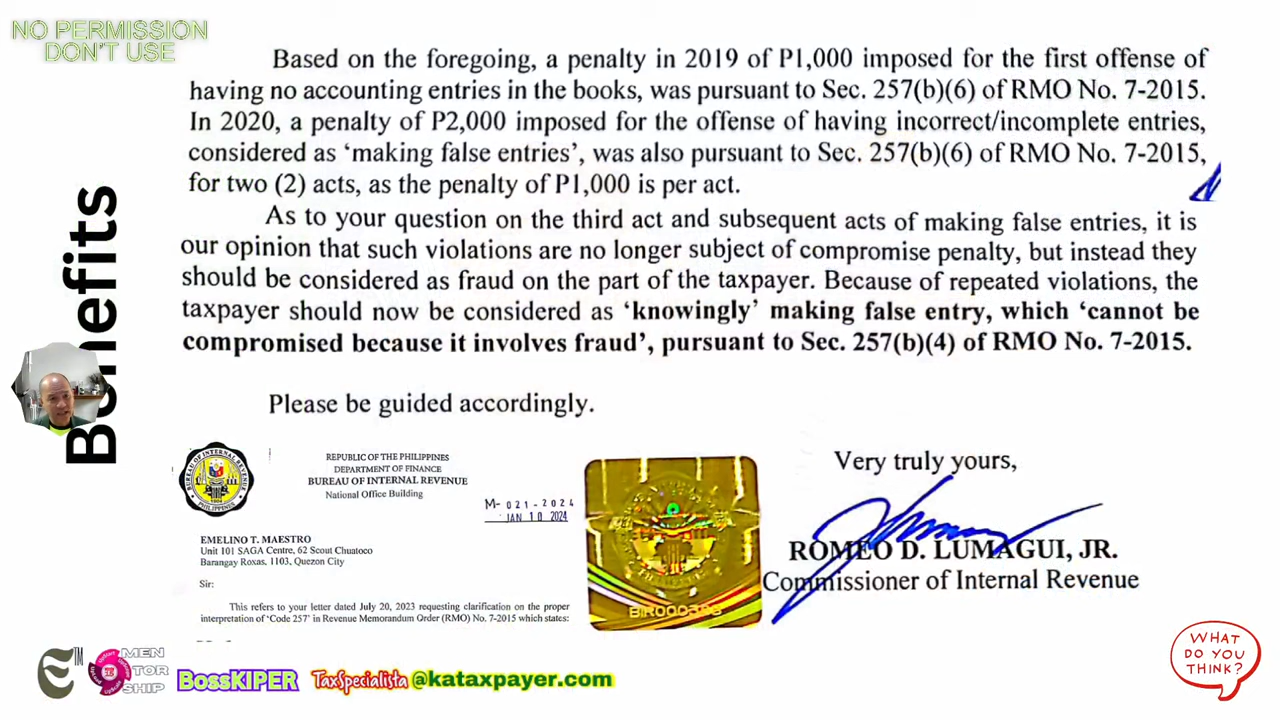 NO PERMISSION
DON'T USE
Based on the foregoing, a penalty in 2019 of P1,000 imposed for the first offense of
having no accounting entries in the books, was pursuant to Sec. 257(b)(6) of RMO No. 7-2015.
In 2020, a penalty of P2,000 imposed for the offense of having incorrect/incomplete entries,
considered as ‘making false entries’, was also pursuant to Sec. 257(b)(6) of RMO No. 7-2015,
for two (2) acts, as the penalty of P1,000 is per act.
As to your question on the third act and subsequent acts of making false entries, it is
our opinion that such violations are no longer subject of compromise penalty, but instead they
should be considered as fraud on the part of the taxpayer. Because of repeated violations, the
taxpayer should now be considered as ‘knowingly’ making false entry, which ‘cannot be
compromised because it involves fraud’, pursuant to Sec. 257(b)(4) of RMO No. 7-2015.
Please be guided accordingly.
Benefits
BUREAU OF INTERNAL REVENUE
1904
PHILIPPINES
REPUBLIC OF THE PHILIPPINES
DEPARTMENT OF FINANCE
BUREAU OF INTERNAL REVENUE
National Office Building
M-021-2024
JAN 10 2024
EMELINO T. MAESTRO
Unit 101 SAGA Centre, 62 Scout Chuatoco
Barangay Roxas, 1103, Quezon City
Sir:
This refers to your letter dated July 20, 2023 requesting clarification on the proper
interpretation of ‘Code 257’ in Revenue Memorandum Order (RMO) No. 7-2015 which states:
Very truly yours,
ROMEO D. LUMAGUI, JR.
Commissioner of Internal Revenue
TM
MEN
TOR
SHIP
BossKIPER
TaxSpecialista @kataxpayer.com
WHAT
DO YOU
THINK?